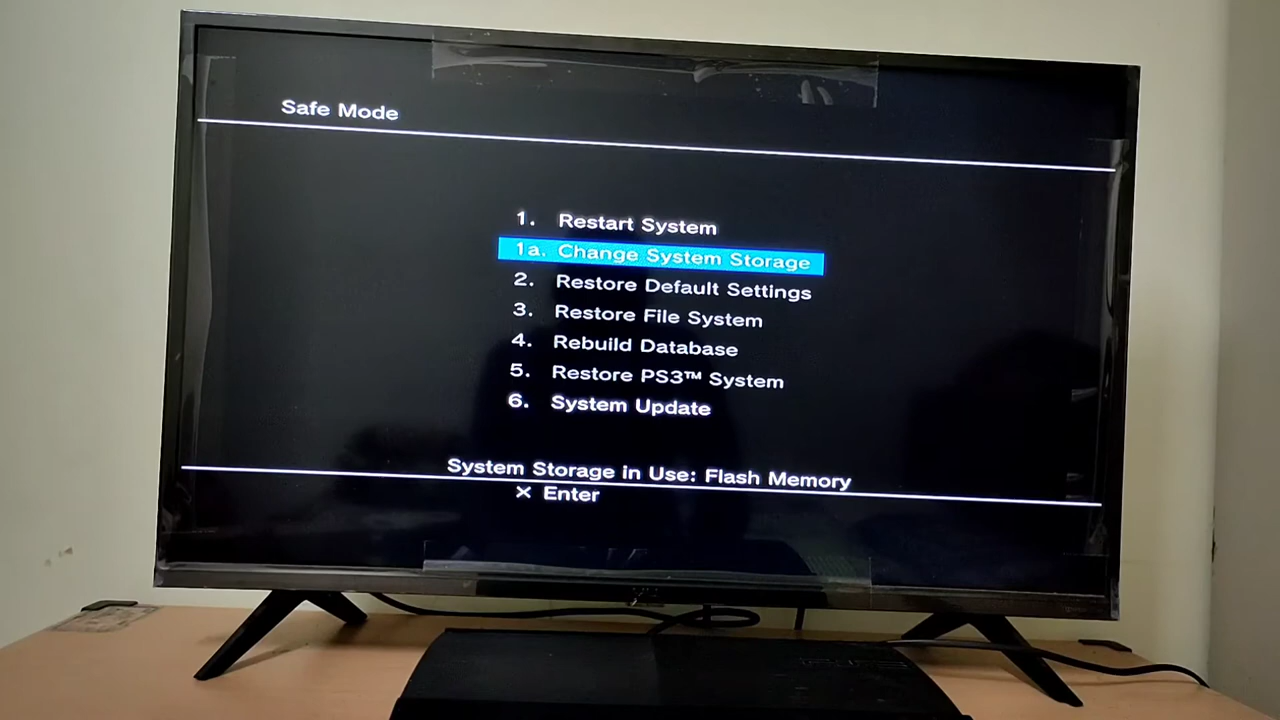 Safe Mode
1. Restart System
1a. Change System Storage
2. Restore Default Settings
3. Restore File System
4. Rebuild Database
5. Restore PS3™ System
6. System Update
System Storage in Use: Flash Memory
✕ Enter